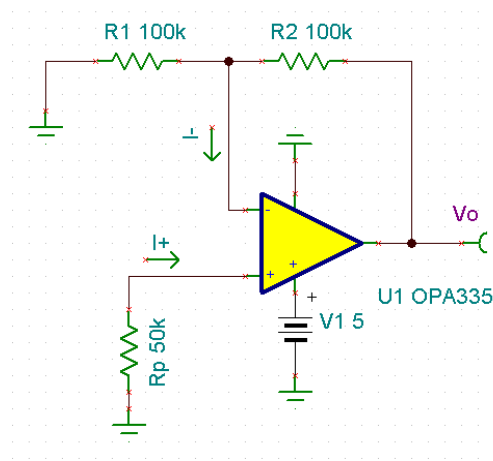 R1 100k
R2 100k
I-
-
Vo
I+
+
+
+
U1 OPA335
V1 5
Rp 50k